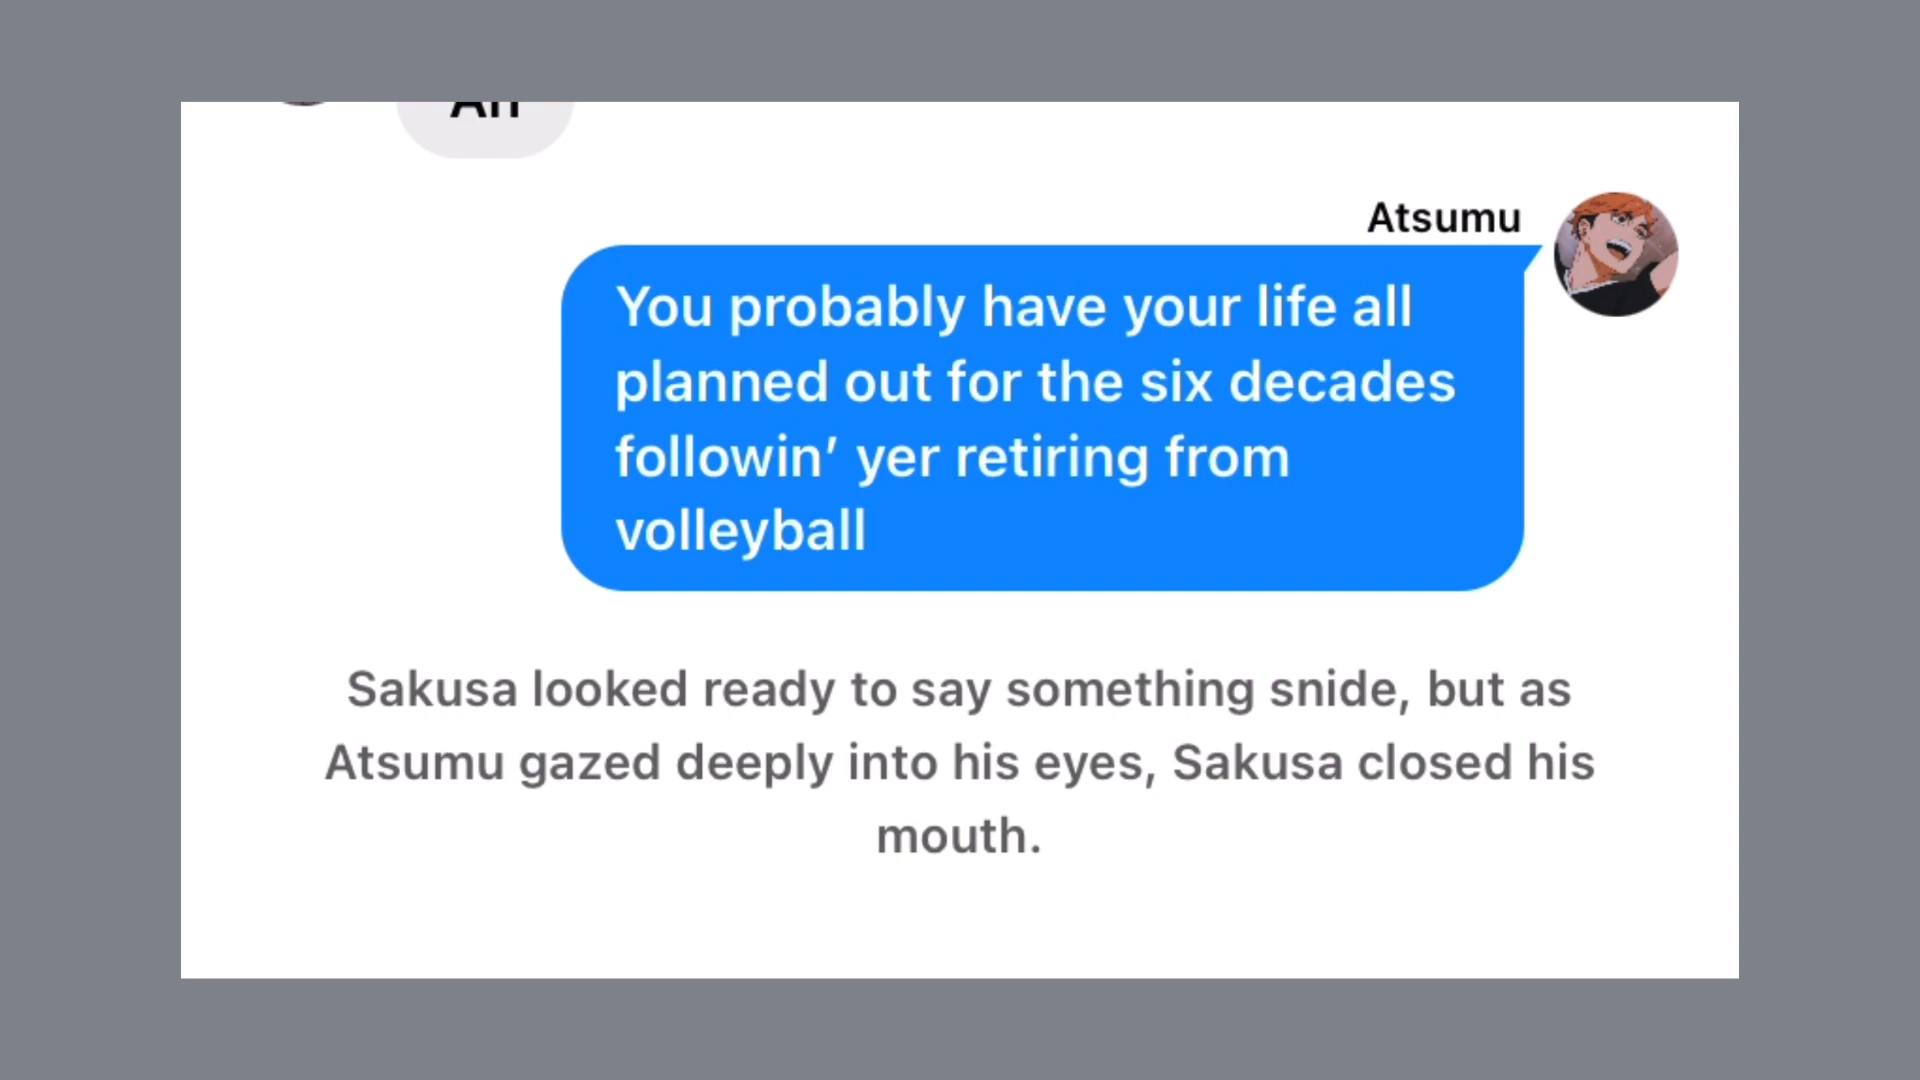 Atsumu
You probably have your life all
planned out for the six decades
followin’ yer retiring from
volleyball
Sakusa looked ready to say something snide, but as
Atsumu gazed deeply into his eyes, Sakusa closed his
mouth.